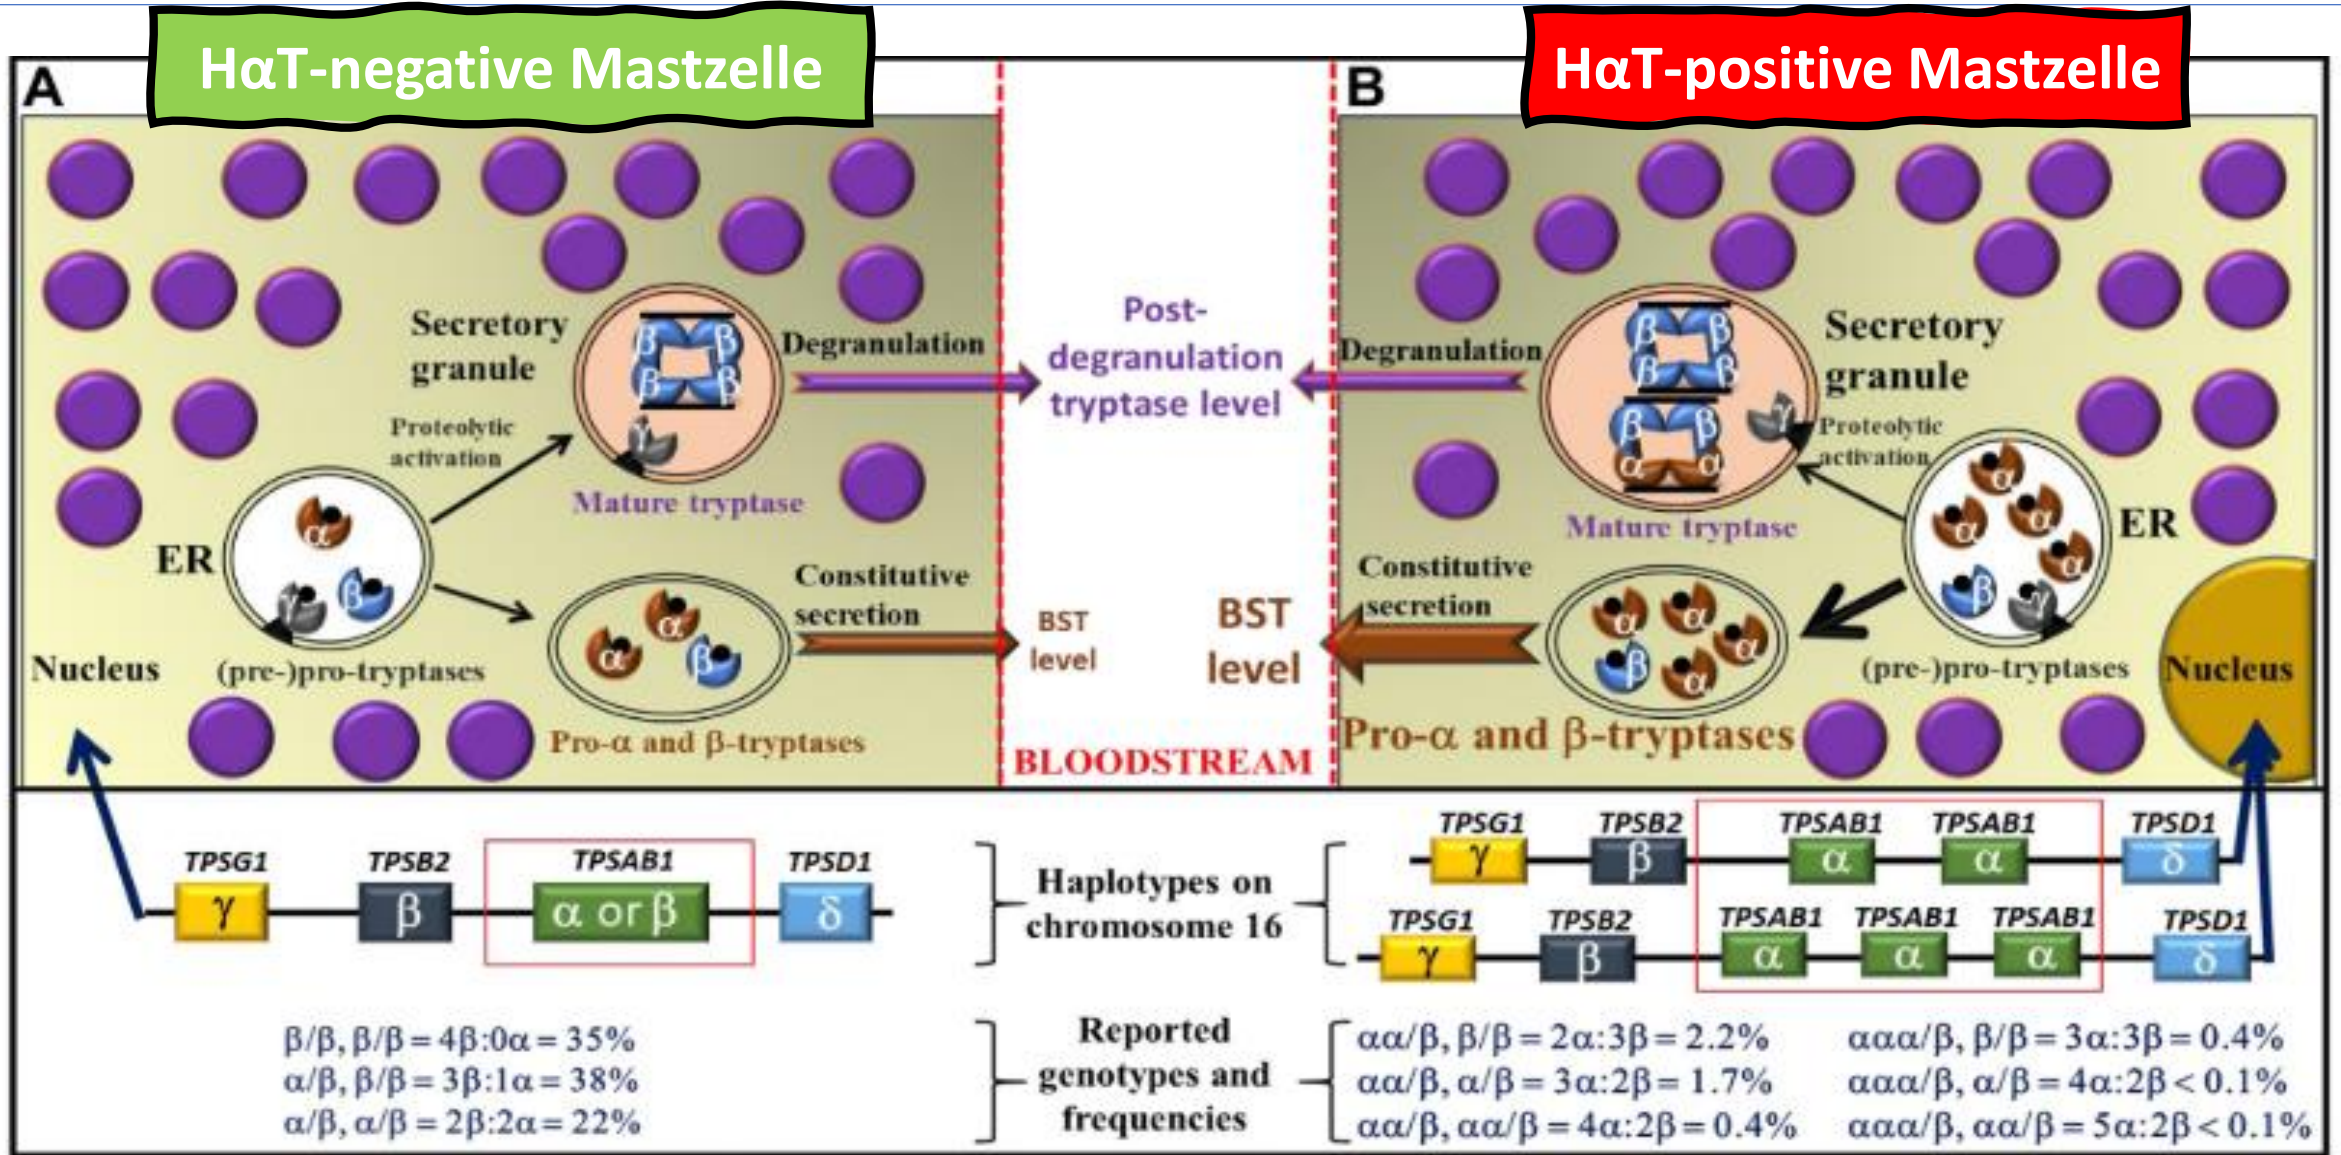 HαT-negative Mastzelle
HαT-positive Mastzelle
A
B
Secretory
granule
β β
β β
γ
Degranulation
Proteolytic
activation
Mature tryptase
ER
α
γ β
(pre-)pro-tryptases
Nucleus
α
α β
Constitutive
secretion
Pro-α and β-tryptases
Post-
degranulation
tryptase level
BST
level
BST
level
BLOODSTREAM
Degranulation
β β
β β
β β
α α
γ
Secretory
granule
Proteolytic
activation
Mature tryptase
ER
α
α α
α
β γ
(pre-)pro-tryptases
Nucleus
Constitutive
secretion
α α
α
β α
Pro-α and β-tryptases
TPSG1 TPSB2 TPSAB1 TPSD1
γ β α or β δ
Haplotypes on
chromosome 16
TPSG1 TPSB2 TPSAB1 TPSAB1 TPSD1
γ β α α δ
TPSG1 TPSB2 TPSAB1 TPSAB1 TPSAB1 TPSD1
γ β α α α δ
β/β, β/β = 4β:0α = 35%
α/β, β/β = 3β:1α = 38%
α/β, α/β = 2β:2α = 22%
Reported
genotypes and
frequencies
αα/β, β/β = 2α:3β = 2.2%
αα/β, α/β = 3α:2β = 1.7%
αα/β, αα/β = 4α:2β = 0.4%
ααα/β, β/β = 3α:3β = 0.4%
ααα/β, α/β = 4α:2β < 0.1%
ααα/β, αα/β = 5α:2β < 0.1%